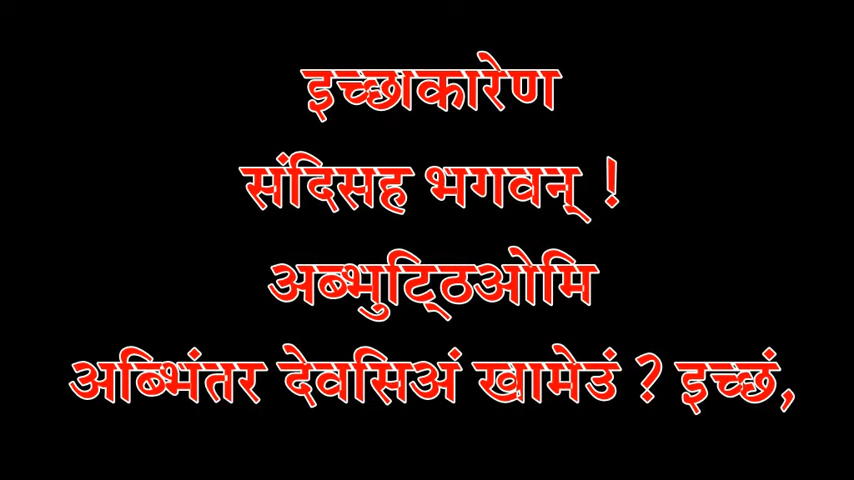 इच्छाकारेण
संदिसह भगवन् !
अब्भुट्ठिओमि
अब्भिंतर देवसिअं खामेउं ? इच्छं,